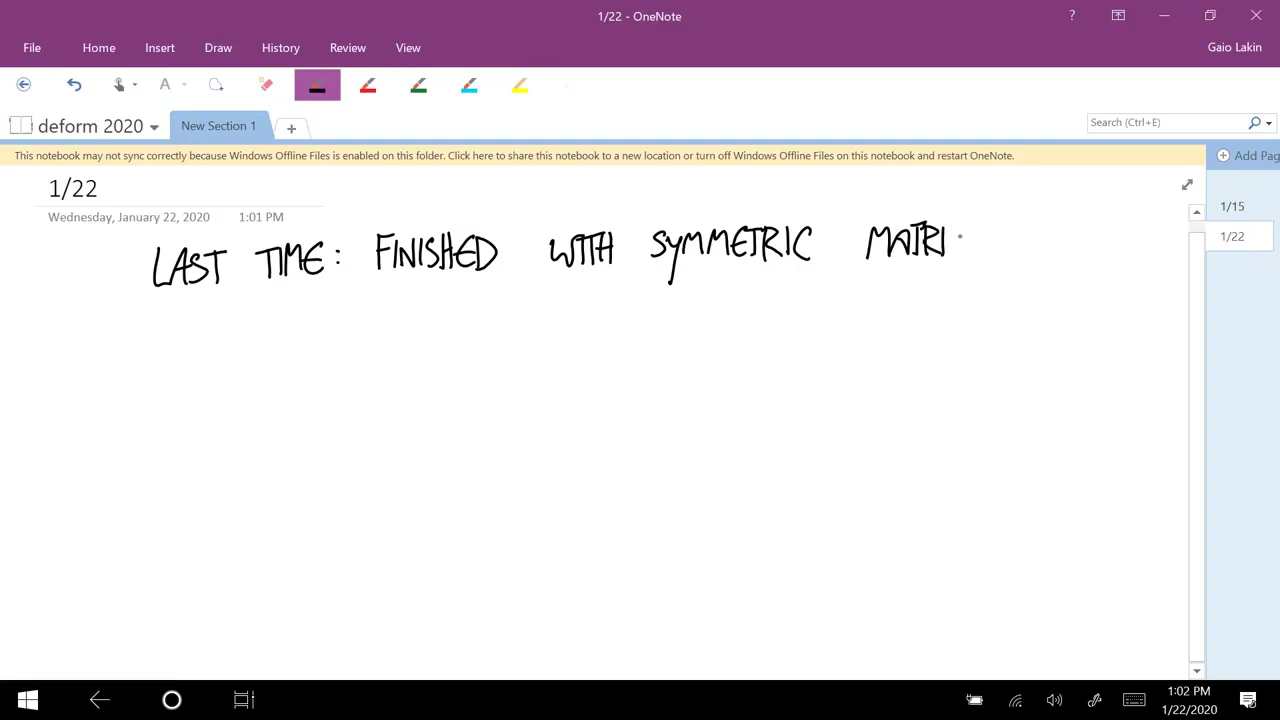 1/22 - OneNote
?
File
Home
Insert
Draw
History
Review
View
Gaio Lakin
A
deform 2020
New Section 1
+
Search (Ctrl+E)
This notebook may not sync correctly because Windows Offline Files is enabled on this folder. Click here to share this notebook to a new location or turn off Windows Offline Files on this notebook and restart OneNote.
Add Pag
1/22
Wednesday, January 22, 2020 1:01 PM
1/15
1/22
LAST TIME: FINISHED WITH SYMMETRIC MATRI
1:02 PM
1/22/2020